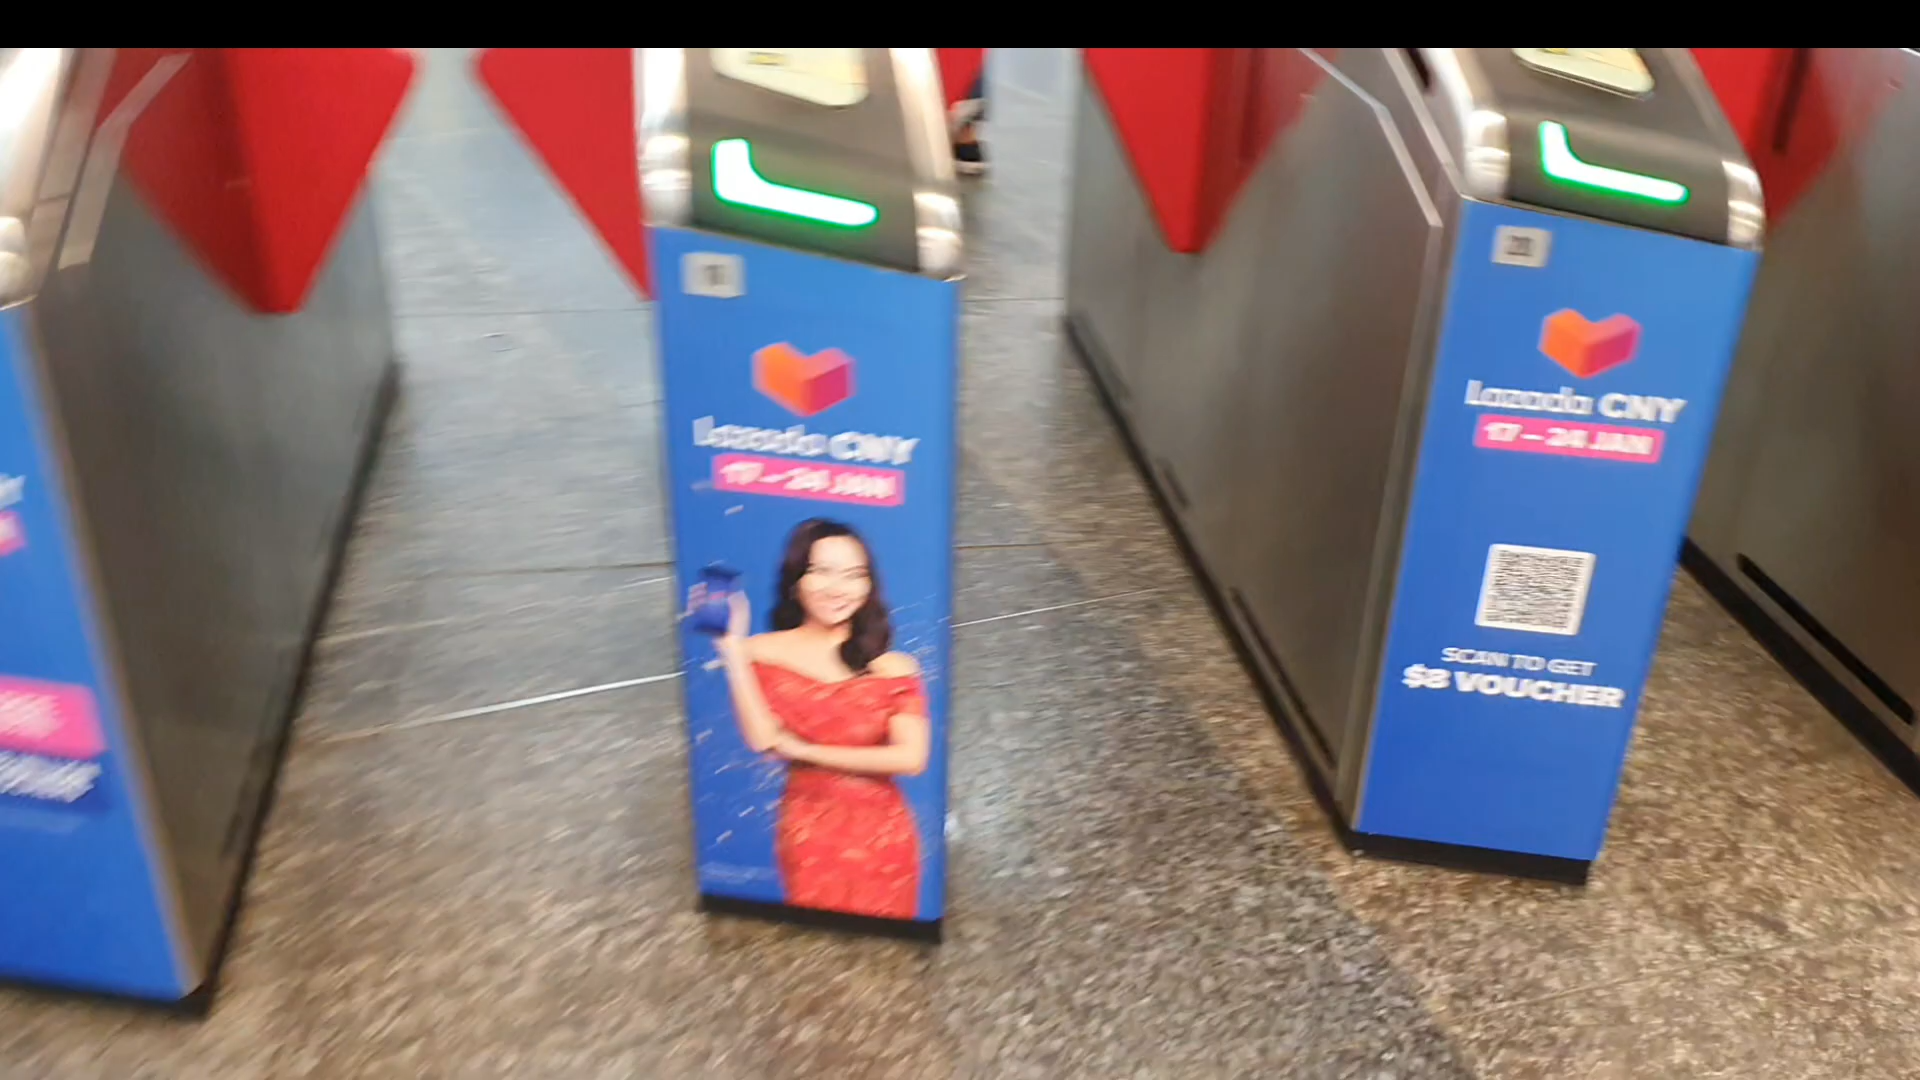 Lazada CNY
17 – 24 JAN
Lazada CNY
17 – 24 JAN
SCAN TO GET
$8 VOUCHER